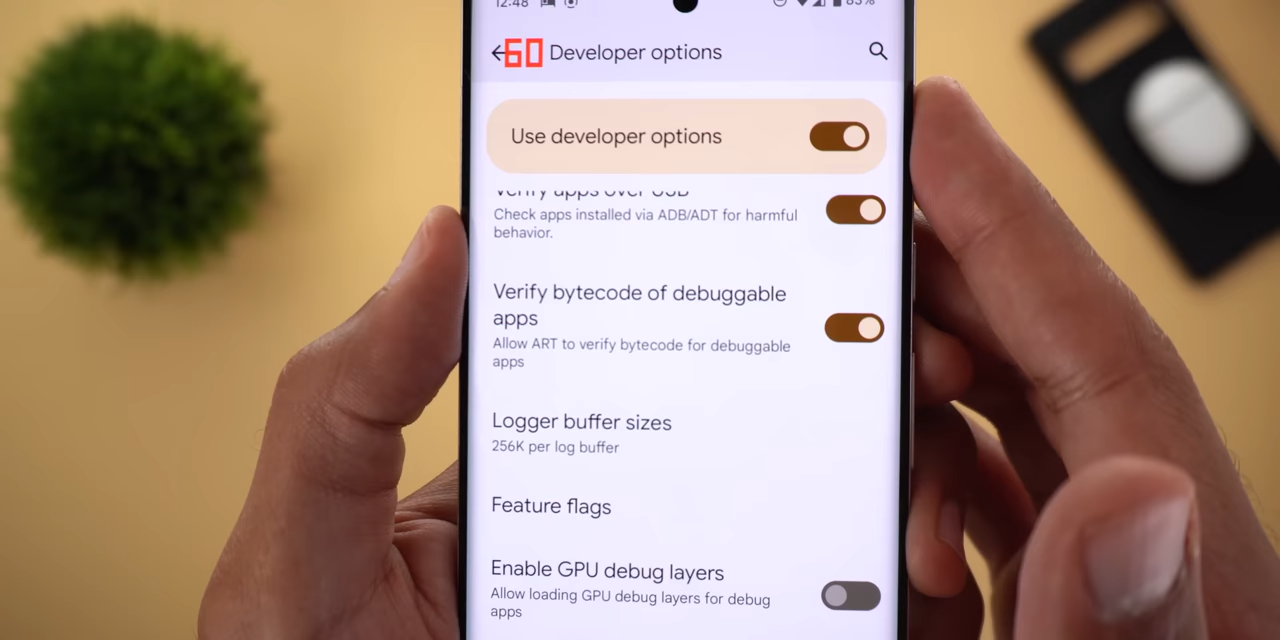 12:48 83%
60 Developer options
Use developer options
Verify apps over USB
Check apps installed via ADB/ADT for harmful
behavior.
Verify bytecode of debuggable
apps
Allow ART to verify bytecode for debuggable
apps
Logger buffer sizes
256K per log buffer
Feature flags
Enable GPU debug layers
Allow loading GPU debug layers for debug
apps